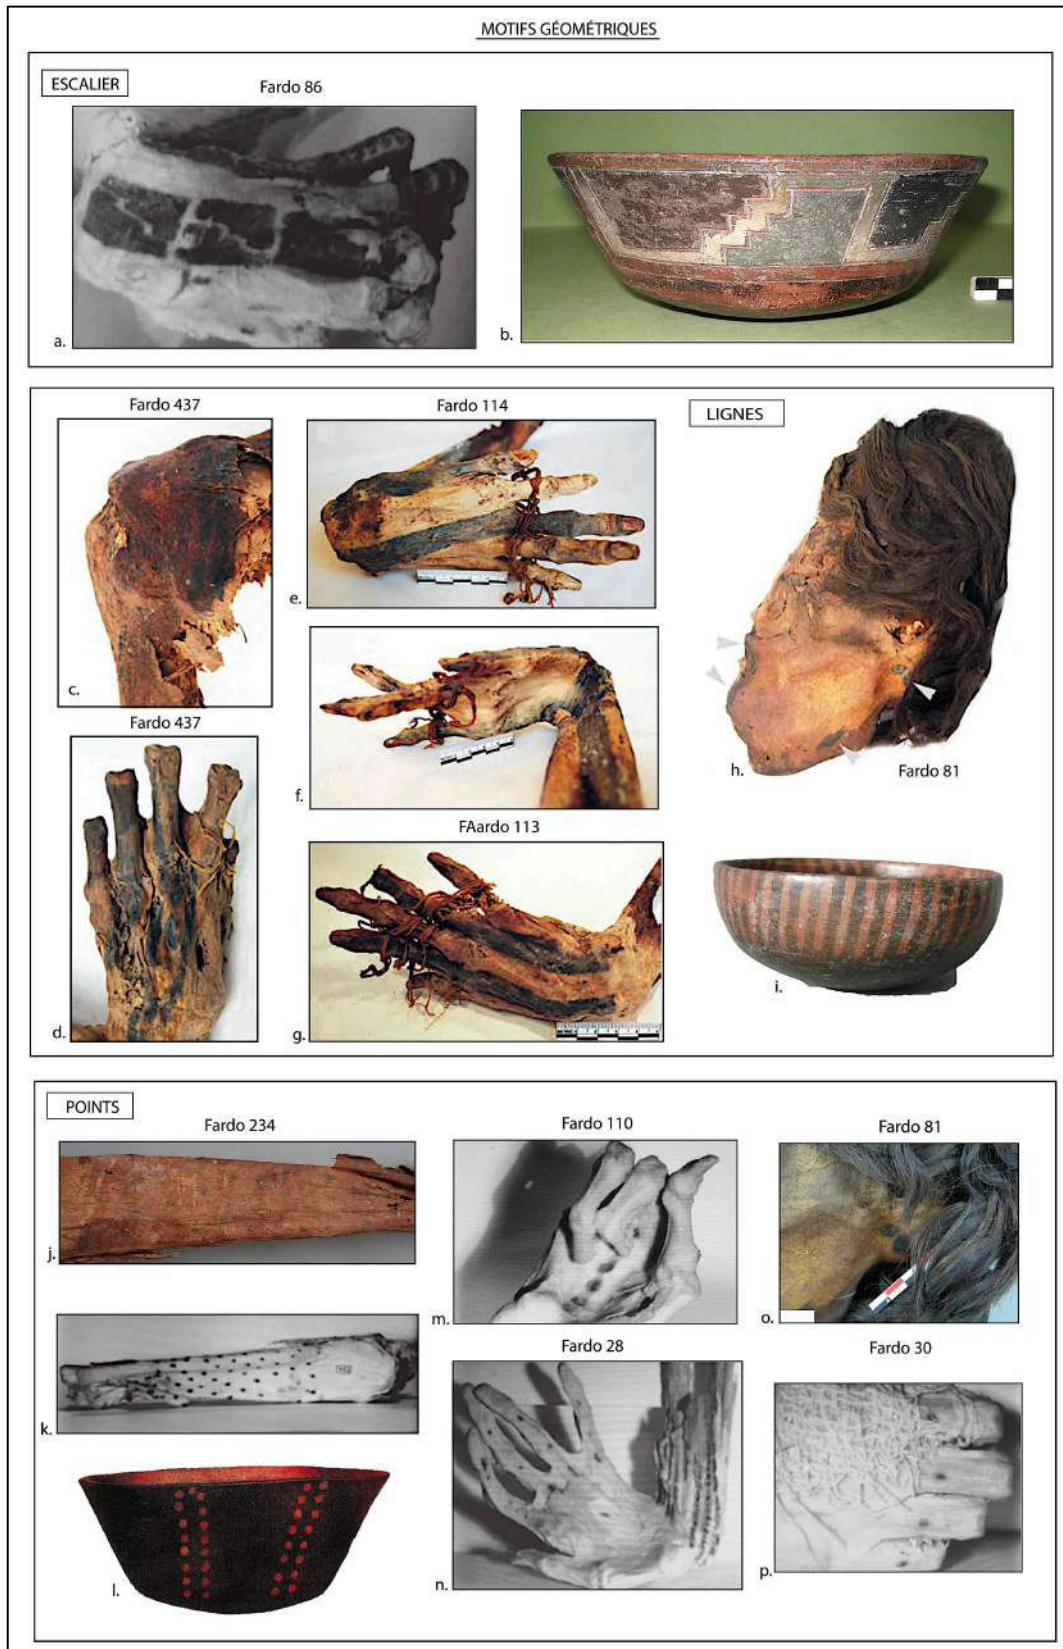 MOTIFS GÉOMÉTRIQUES
ESCALIER
Fardo 86
a.
b.
Fardo 437
Fardo 114
LIGNES
c.
e.
Fardo 437
f.
h.
Fardo 81
FAardo 113
d.
g.
i.
POINTS
Fardo 234
Fardo 110
Fardo 81
j.
m.
o.
Fardo 28
Fardo 30
k.
l.
n.
p.